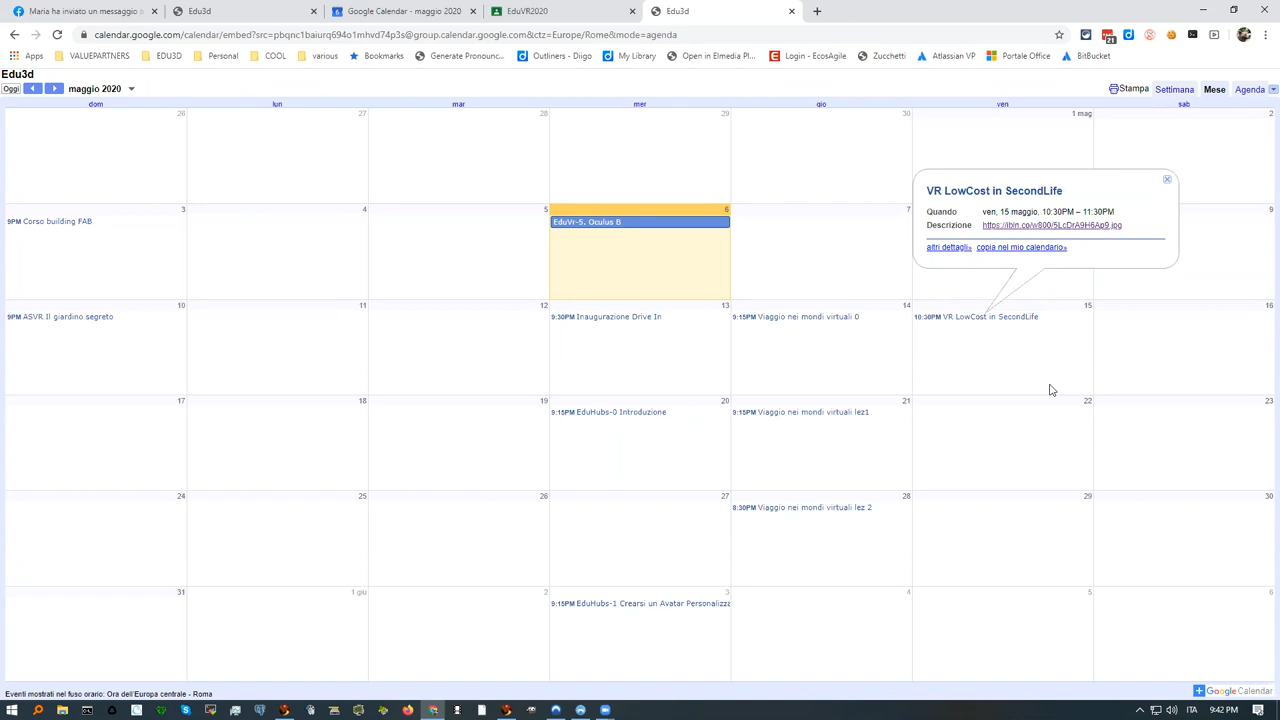 Maria ha inviato un messaggio
Edu3d
Google Calendar - maggio 2020
EduVR2020
Edu3d
calendar.google.com/calendar/embed?src=pbqnc1baiurq694o1mhvd74p3s@group.calendar.google.com&ctz=Europe/Rome&mode=agenda
21
Apps VALUEPARTNERS EDU3D Personal COOL various Bookmarks Generate Pronounc... Outliners - Diigo My Library Open in Elmedia Pl... Login - EcosAgile Zucchetti Atlassian VP Portale Office BitBucket
Edu3d
Oggi maggio 2020 Stampa Settimana Mese Agenda
dom lun mar mer gio ven sab
26 27 28 29 30 1 mag 2
3 4 5 6 7 9
9PM Corso building FAB
EduVr-5. Oculus B
VR LowCost in SecondLife
Quando ven, 15 maggio, 10:30PM – 11:30PM
Descrizione https://ibin.co/w800/5LcDrA9H6Ap9.jpg
altri dettagli» copia nel mio calendario»
10 11 12 13 14 15 16
9PM ASVR Il giardino segreto
9:30PM Inaugurazione Drive In
9:15PM Viaggio nei mondi virtuali 0
10:30PM VR LowCost in SecondLife
17 18 19 20 21 22 23
9:15PM EduHubs-0 Introduzione
9:15PM Viaggio nei mondi virtuali lez1
24 25 26 27 28 29 30
8:30PM Viaggio nei mondi virtuali lez 2
31 1 giu 2 3 4 5 6
9:15PM EduHubs-1 Crearsi un Avatar Personalizza
Eventi mostrati nel fuso orario: Ora dell'Europa centrale - Roma
Google Calendar
ITA 9:42 PM